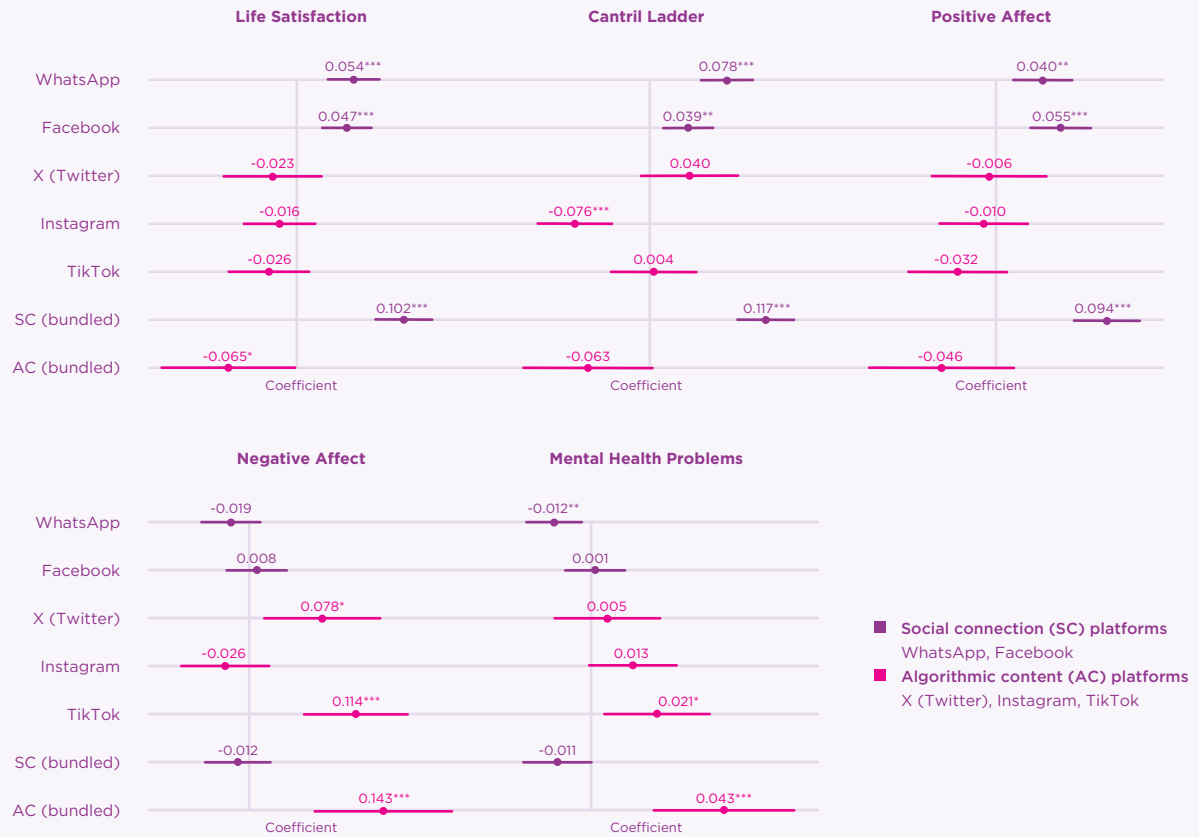 Life Satisfaction Cantril Ladder Positive Affect
WhatsApp 0.054*** 0.078*** 0.040**
Facebook 0.047*** 0.039** 0.055***
X (Twitter) -0.023 0.040 -0.006
Instagram -0.016 -0.076*** -0.010
TikTok -0.026 0.004 -0.032
SC (bundled) 0.102*** 0.117*** 0.094***
AC (bundled) -0.065* -0.063 -0.046
Coefficient Coefficient Coefficient
Negative Affect Mental Health Problems
WhatsApp -0.019 -0.012**
Facebook 0.008 0.001
X (Twitter) 0.078* 0.005
Instagram -0.026 0.013
TikTok 0.114*** 0.021*
SC (bundled) -0.012 -0.011
AC (bundled) 0.143*** 0.043***
Coefficient Coefficient
Social connection (SC) platforms
WhatsApp, Facebook
Algorithmic content (AC) platforms
X (Twitter), Instagram, TikTok